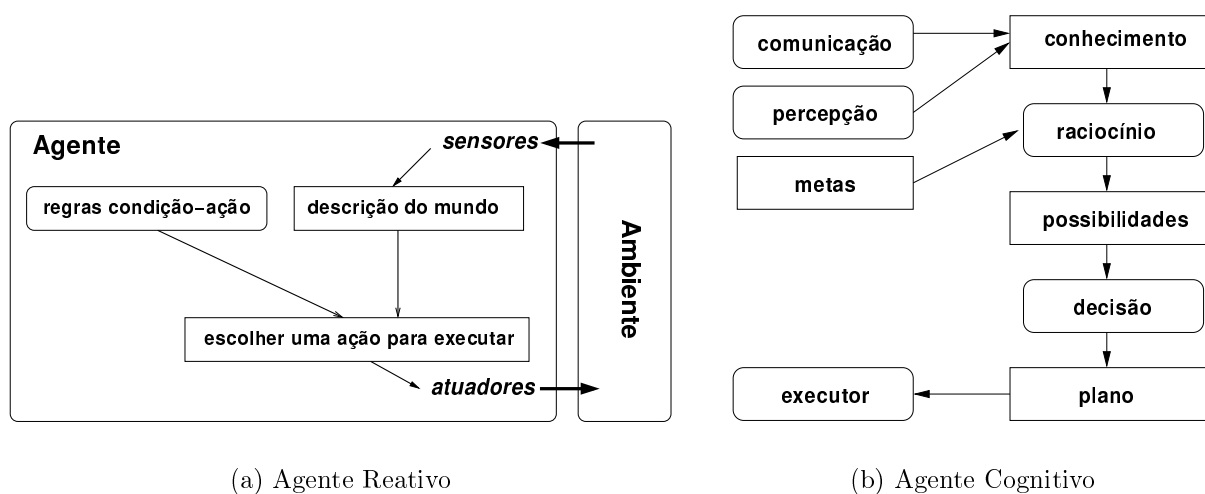 Agente
sensores
regras condição-ação
descrição do mundo
escolher uma ação para executar
atuadores
Ambiente
(a) Agente Reativo
comunicação
conhecimento
percepção
raciocínio
metas
possibilidades
decisão
executor
plano
(b) Agente Cognitivo